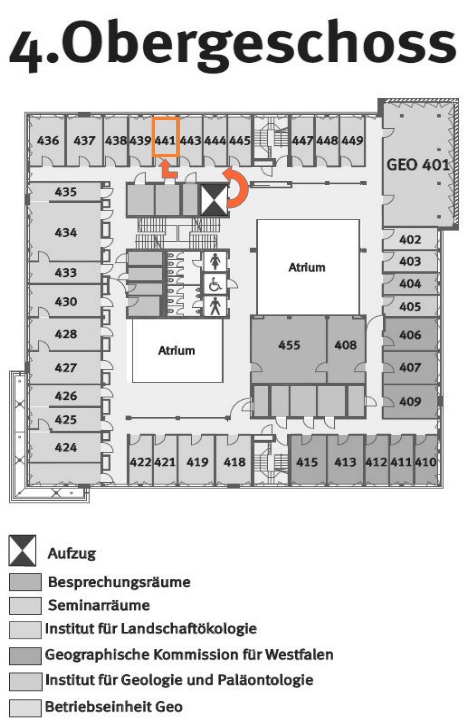 4.Obergeschoss
436 437 438 439 441 443 444 445 447 448 449
GEO 401
435
434
433
430
428
427
426
425
424
402
403
404
405
406
407
409
Atrium
Atrium
455 408
422 421 419 418 415 413 412 411 410
Aufzug
Besprechungsräume
Seminarräume
Institut für Landschaftökologie
Geographische Kommission für Westfalen
Institut für Geologie und Paläontologie
Betriebseinheit Geo